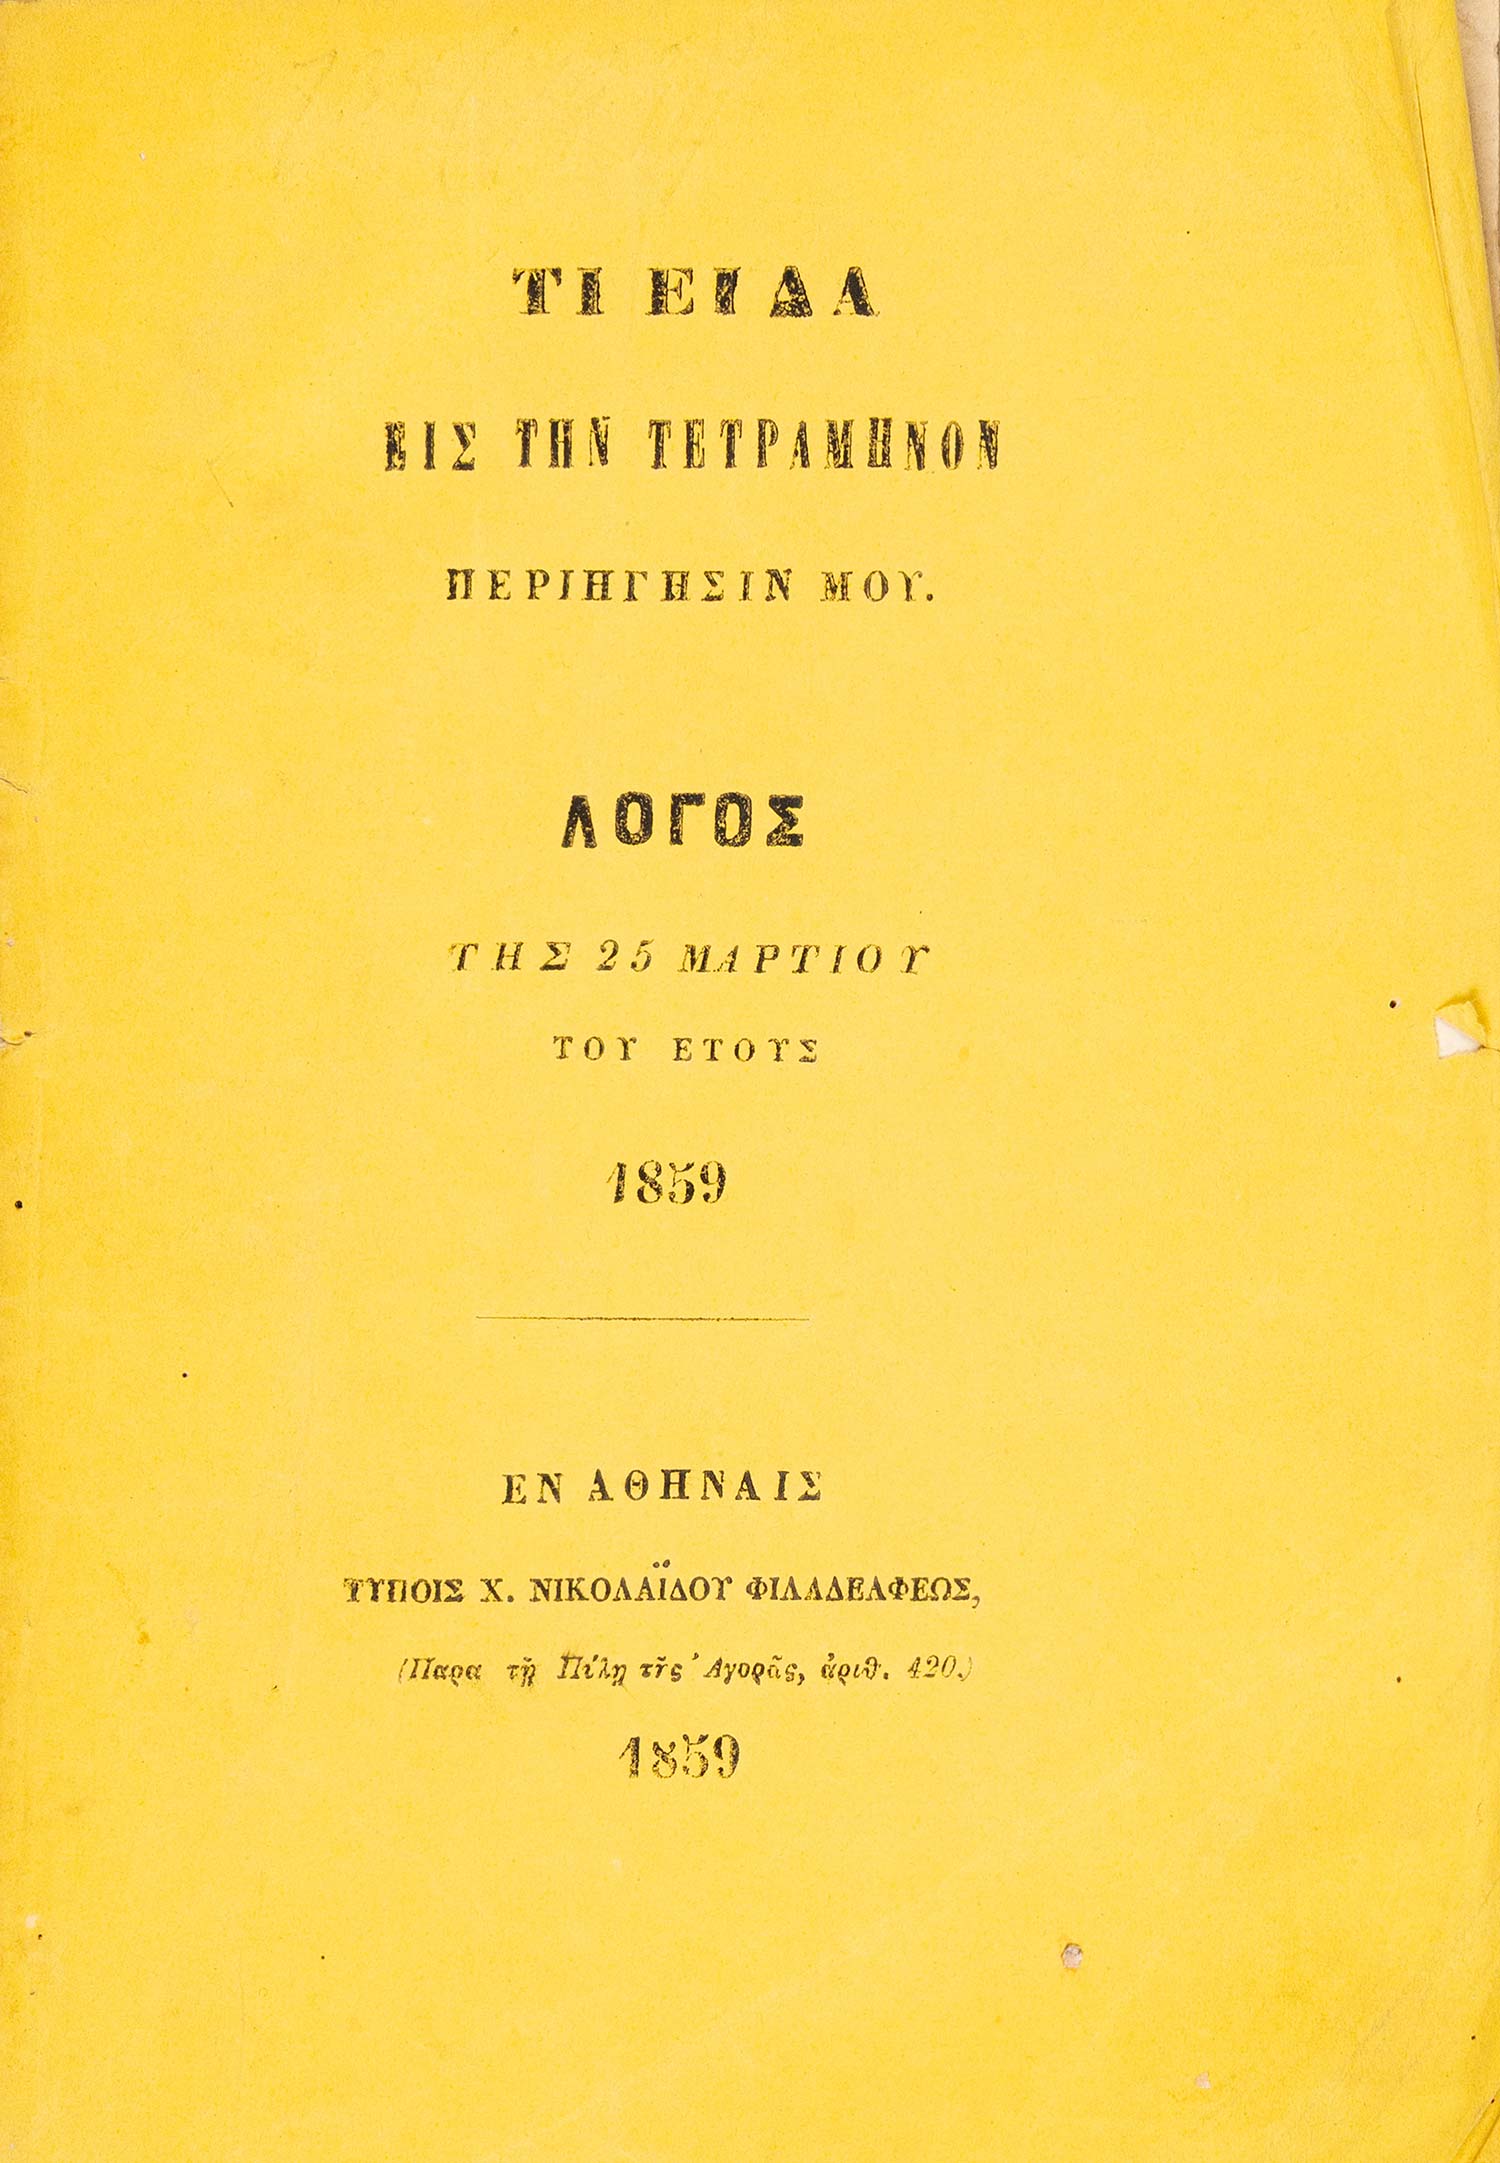 ΤΙ ΕΙΔΑ
ΕΙΣ ΤΗΝ ΤΕΤΡΑΜΗΝΟΝ
ΠΕΡΙΗΓΗΣΙΝ ΜΟΥ.
ΛΟΓΟΣ
ΤΗΣ 25 ΜΑΡΤΙΟΥ
ΤΟΥ ΕΤΟΥΣ
1859
ΕΝ ΑΘΗΝΑΙΣ
ΤΥΠΟΙΣ Χ. ΝΙΚΟΛΑΪΔΟΥ ΦΙΛΑΔΕΛΦΕΩΣ,
(Παρα τῇ Πύλῃ τῆς Ἀγορᾶς, ἀριθ. 420.)
1859